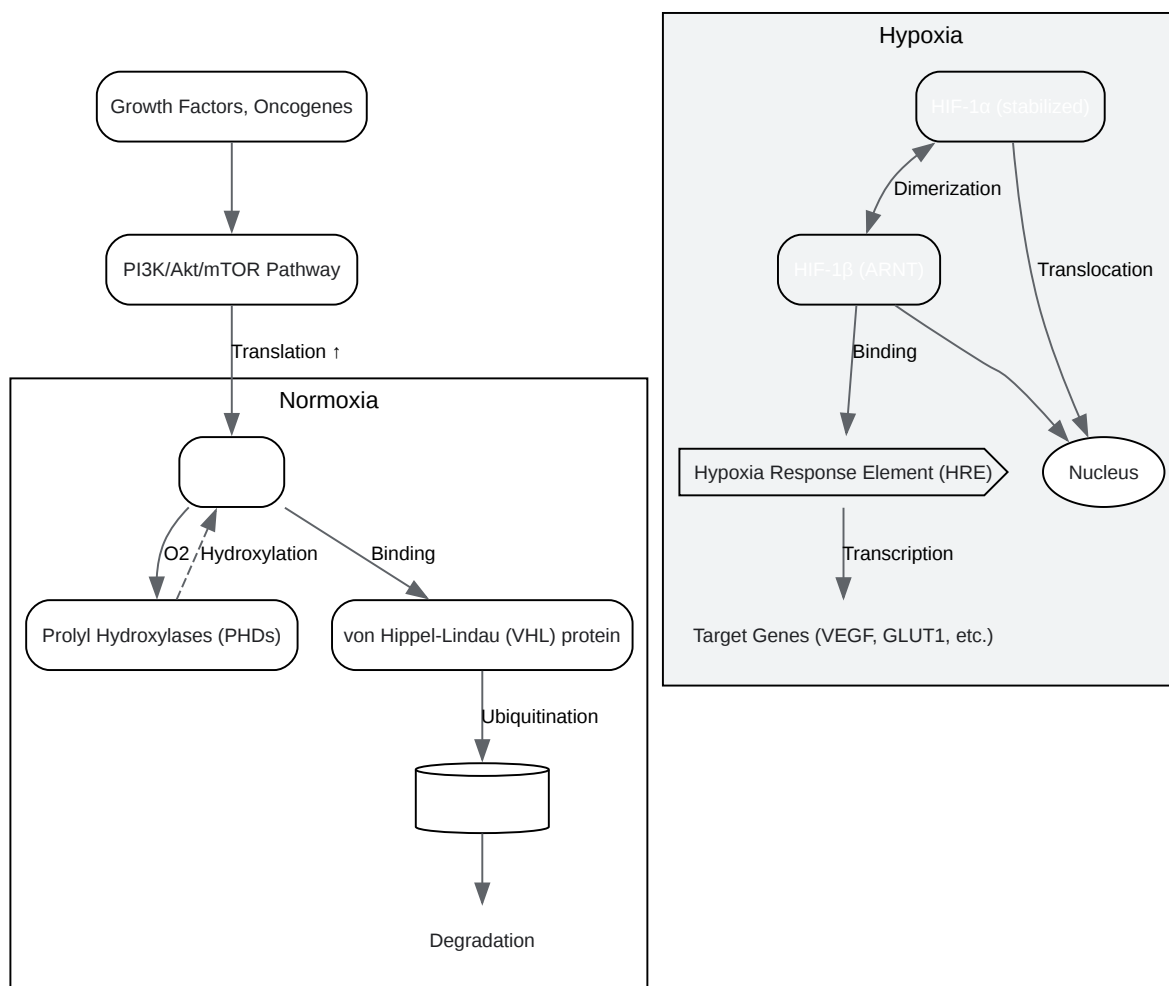 Hypoxia
Growth Factors, Oncogenes
HIF-1α (stabilized)
Dimerization
PI3K/Akt/mTOR Pathway
HIF-1β (ARNT)
Translocation
Translation ↑
Binding
Normoxia
Hypoxia Response Element (HRE)
Nucleus
O2
Hydroxylation
Binding
Transcription
Prolyl Hydroxylases (PHDs)
von Hippel-Lindau (VHL) protein
Target Genes (VEGF, GLUT1, etc.)
Ubiquitination
Degradation